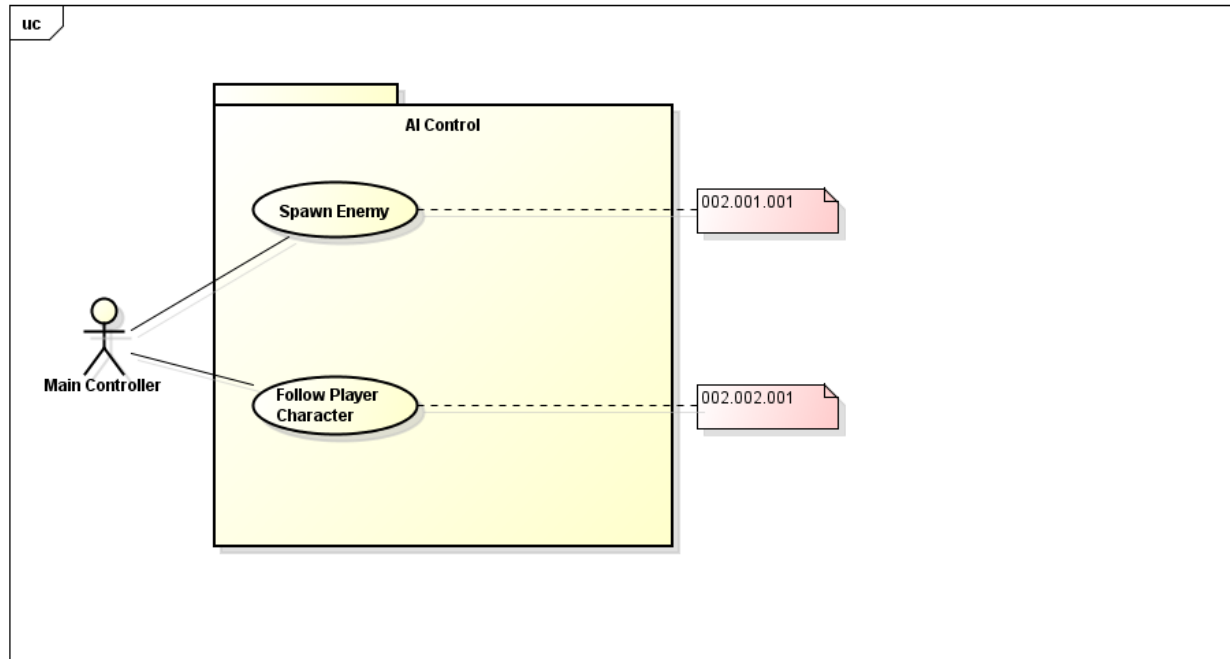 uc
AI Control
Spawn Enemy
002.001.001
Main Controller
Follow Player
Character
002.002.001